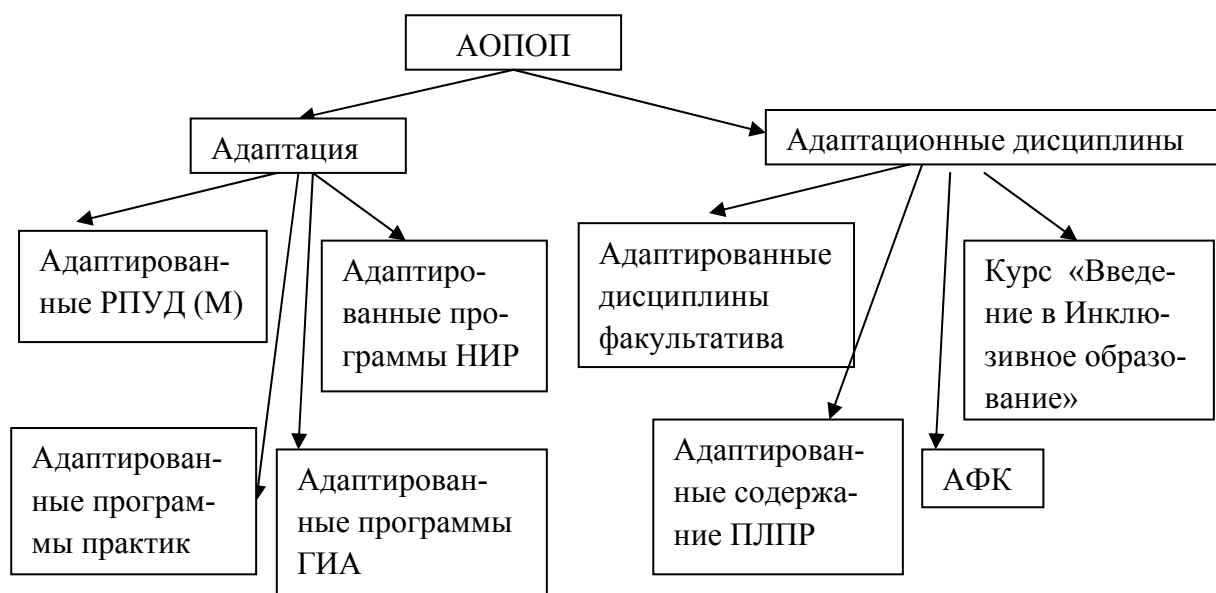 АОПОП
Адаптация
Адаптационные дисциплины
Адаптирован-
ные РПУД (М)
Адаптиро-
ванные про-
граммы НИР
Адаптированные
дисциплины
факультатива
Курс «Введе-
ние в Инклю-
зивное образо-
вание»
Адаптирован-
ные програм-
мы практик
Адаптирован-
ные программы
ГИА
Адаптирован-
ные содержа-
ние ПЛПР
АФК